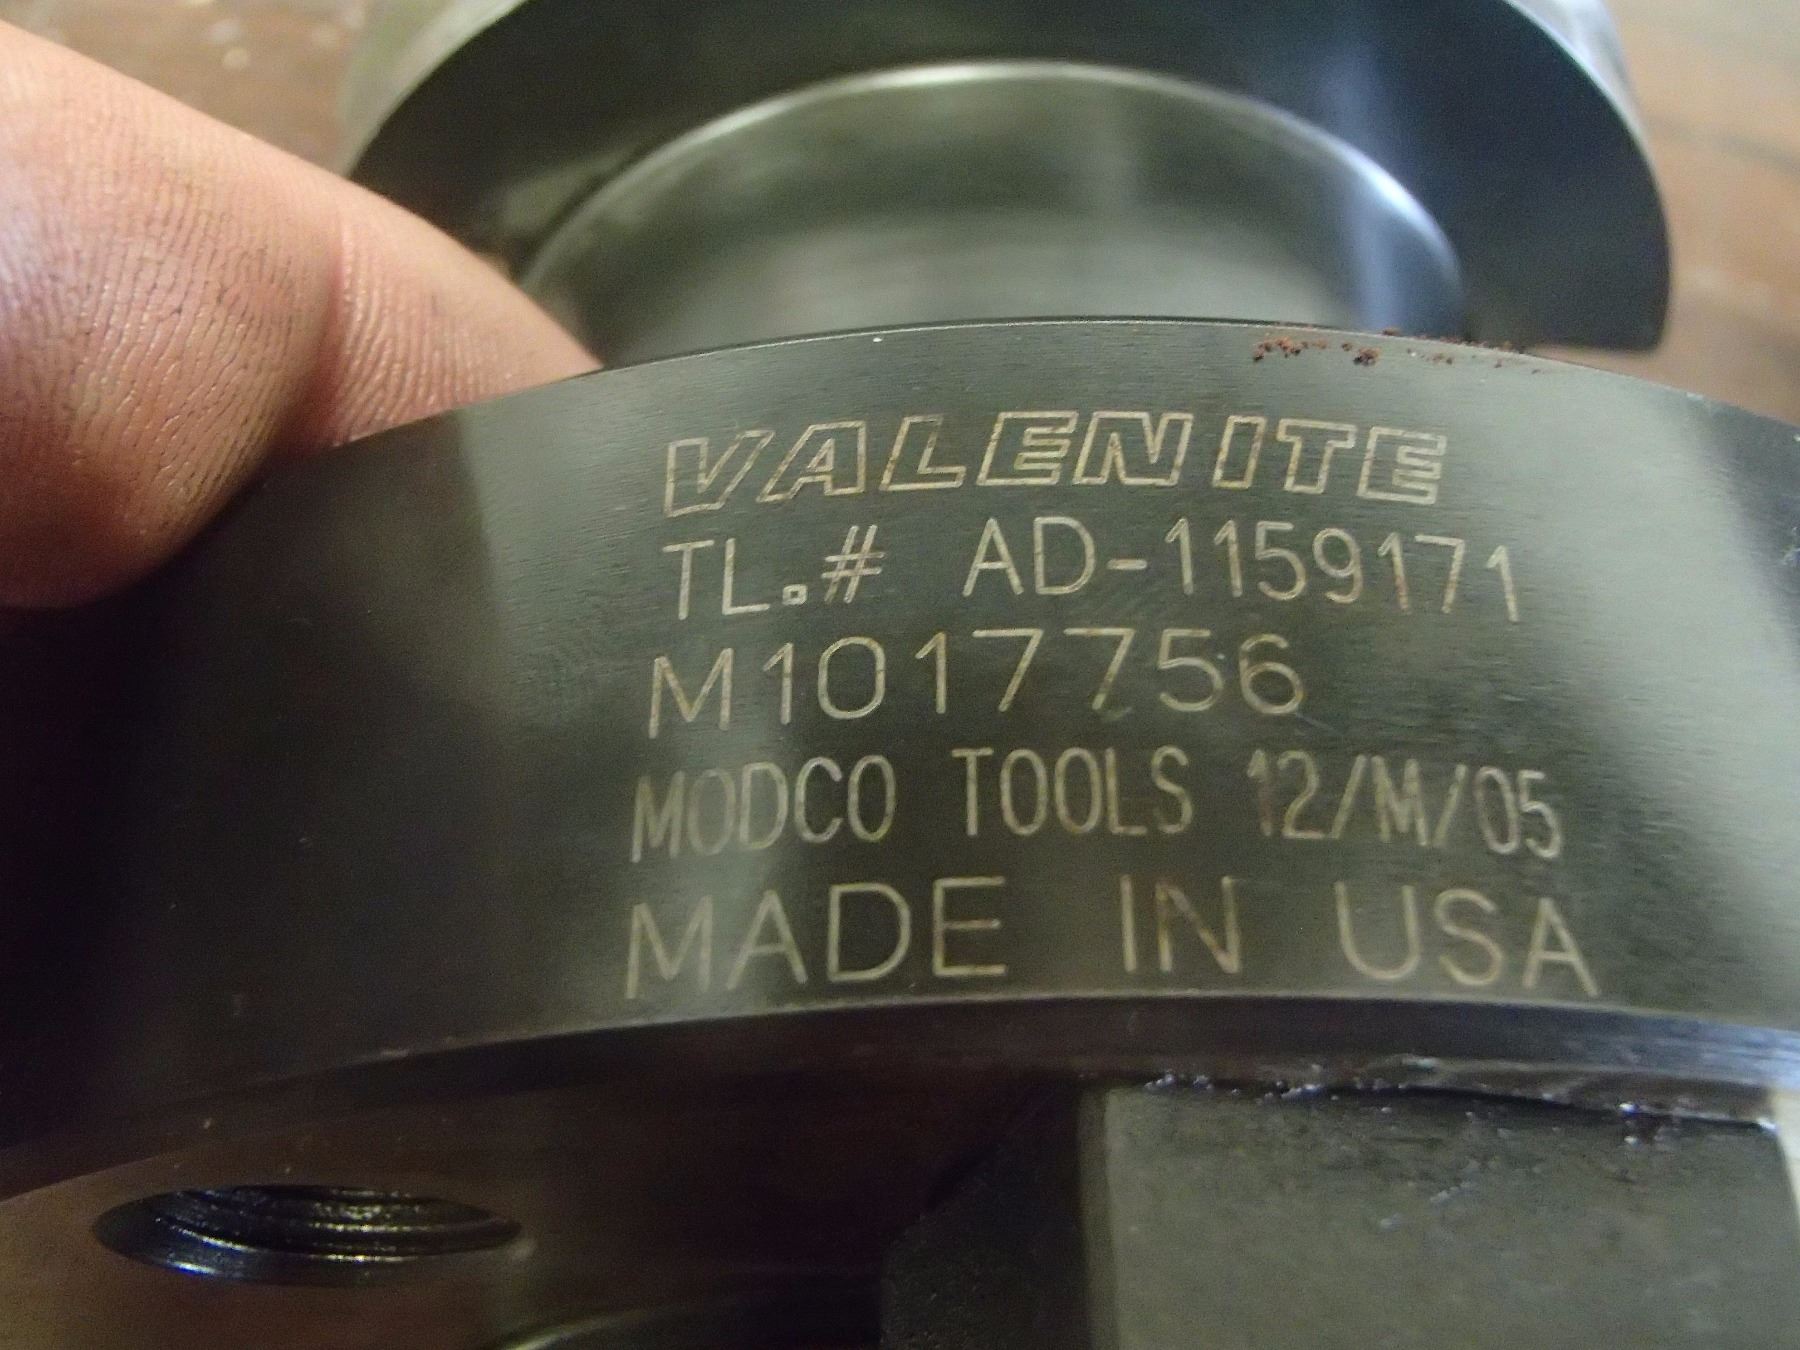 VALENITE
TL.# AD-1159171
M1017756
MODCO TOOLS 12/M/05
MADE IN USA